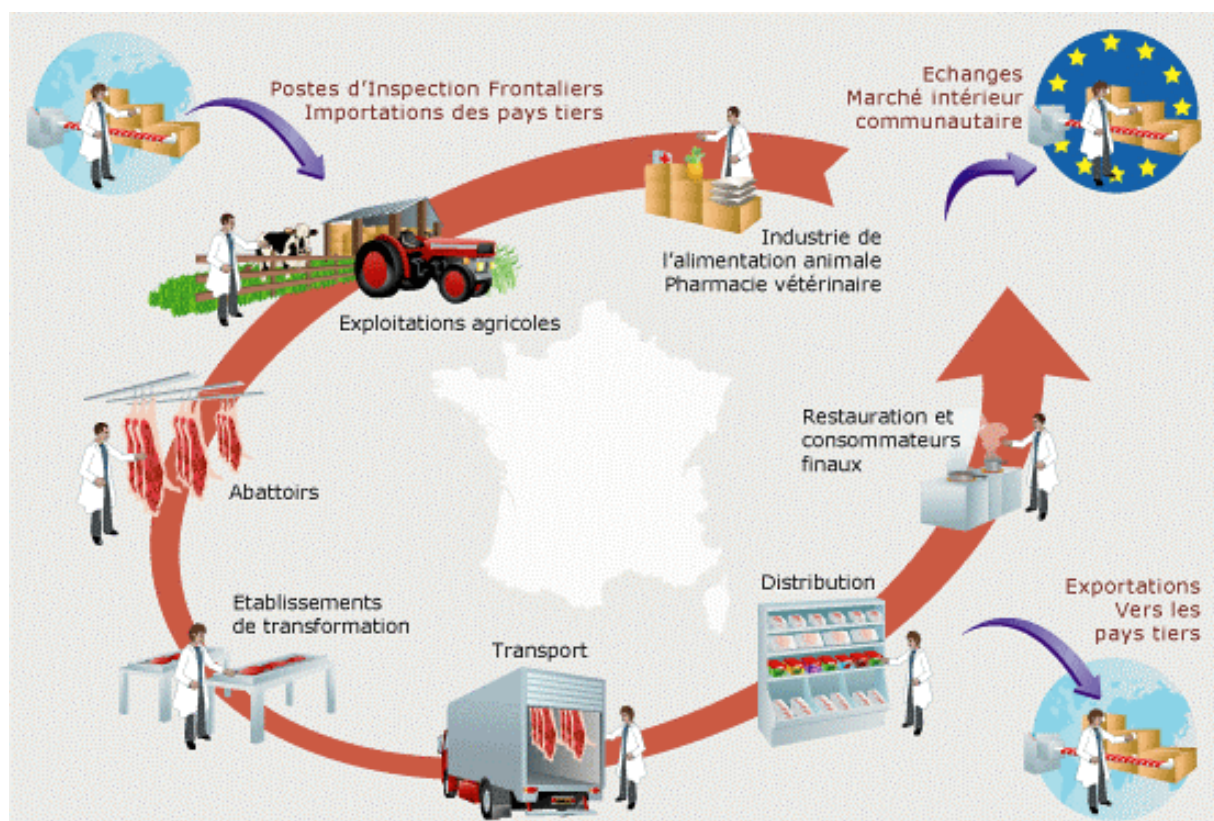 Postes d'Inspection Frontaliers
Importations des pays tiers
Echanges
Marché intérieur
communautaire
Industrie de
l'alimentation animale
Pharmacie vétérinaire
Exploitations agricoles
Abattoirs
Restauration et
consommateurs
finaux
Etablissements
de transformation
Transport
Distribution
Exportations
Vers les
pays tiers